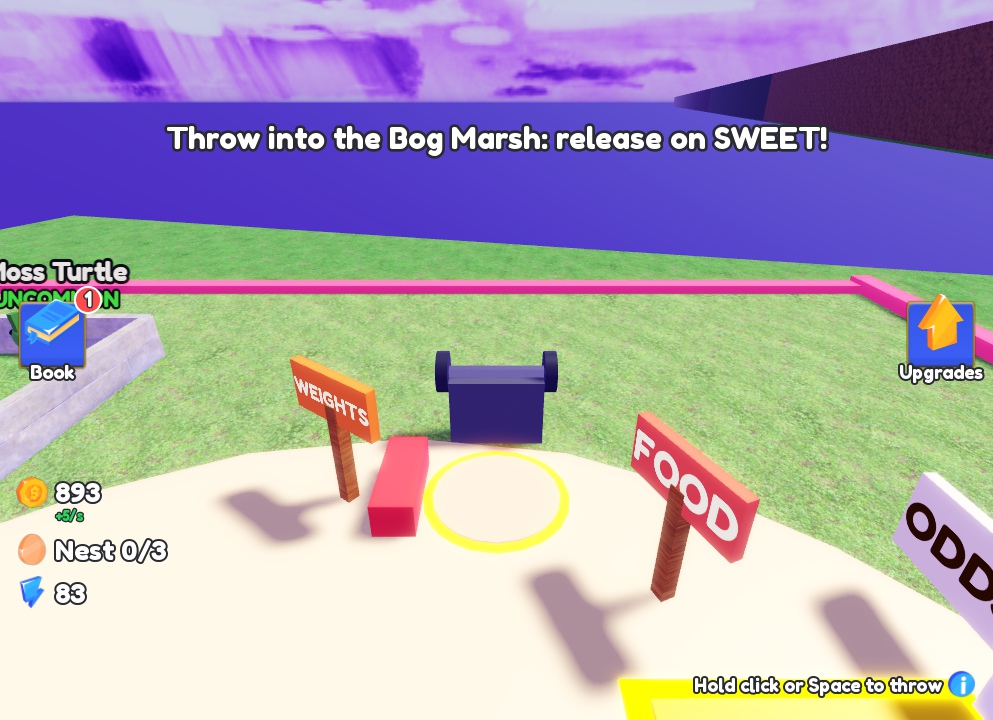 Throw into the Bog Marsh: release on SWEET!
Moss Turtle
UNCOMMON
1
Book
Upgrades
WEIGHTS
FOOD
893
+5/s
Nest 0/3
83
Hold click or Space to throw
i